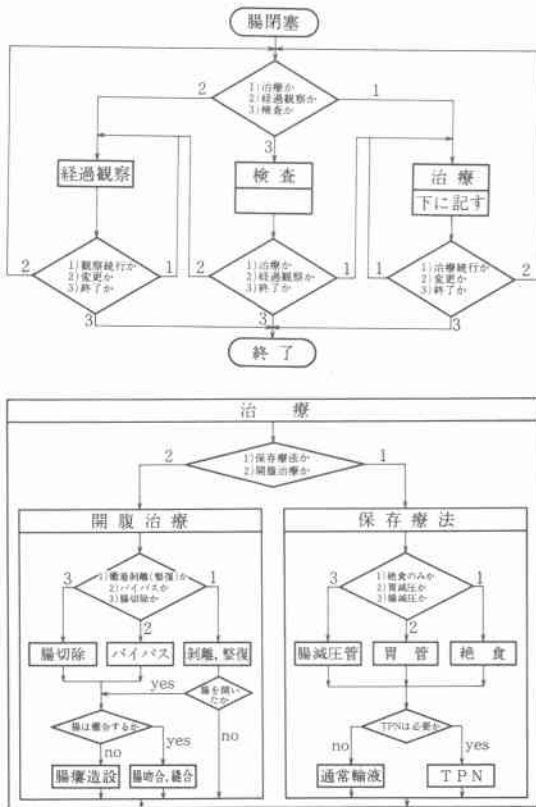 腸閉塞
1)治療か
2)経過観察か
3)検査か
2
1
3
経過観察
検査
治療
下に記す
1)観察続行か
2)変更か
3)終了か
2
1
3
1)治療か
2)経過観察か
3)終了か
2
1
3
1)治療続行か
2)変更か
3)終了か
1
2
3
終了
治療
1)保存療法か
2)開腹治療か
2
1
開腹治療
1)癒着剥離(整復)か
2)バイパスか
3)腸切除か
3
1
2
腸切除
バイパス
剥離,整復
yes
腸を開い
たか
no
腸は縫合するか
no
yes
腸瘻造設
腸吻合,縫合
保存療法
1)絶食のみか
2)胃減圧か
3)腸減圧か
3
1
2
腸減圧管
胃管
絶食
TPNは必要か
no
yes
通常輸液
TPN